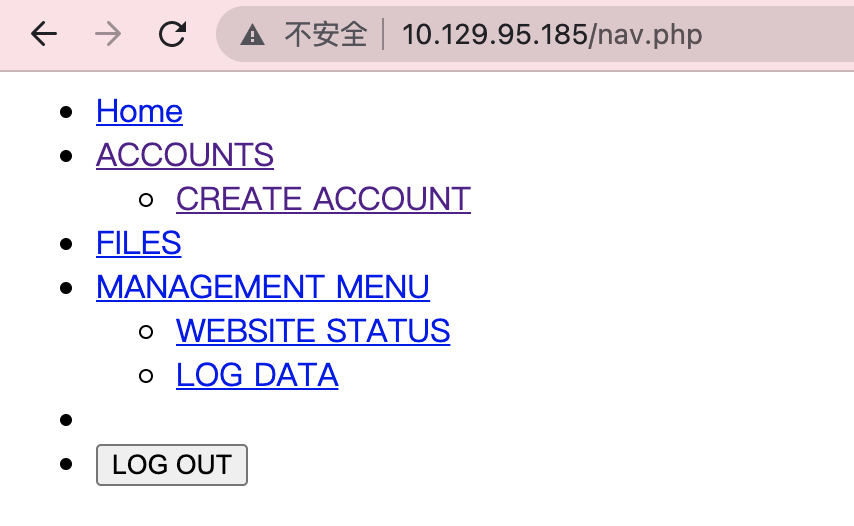 不安全 10.129.95.185/nav.php
Home
ACCOUNTS
CREATE ACCOUNT
FILES
MANAGEMENT MENU
WEBSITE STATUS
LOG DATA
LOG OUT